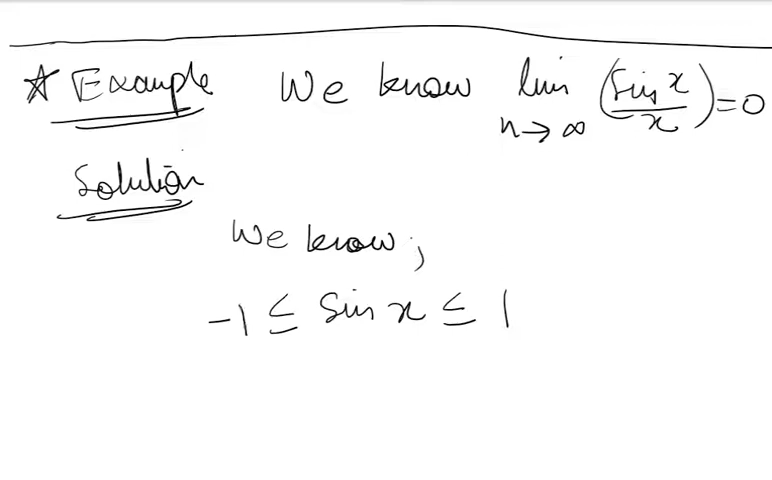 ☆ Example We know lim n→∞ (Sin x / x) = 0
Solution
We know ;
-1 ≤ Sin x ≤ 1